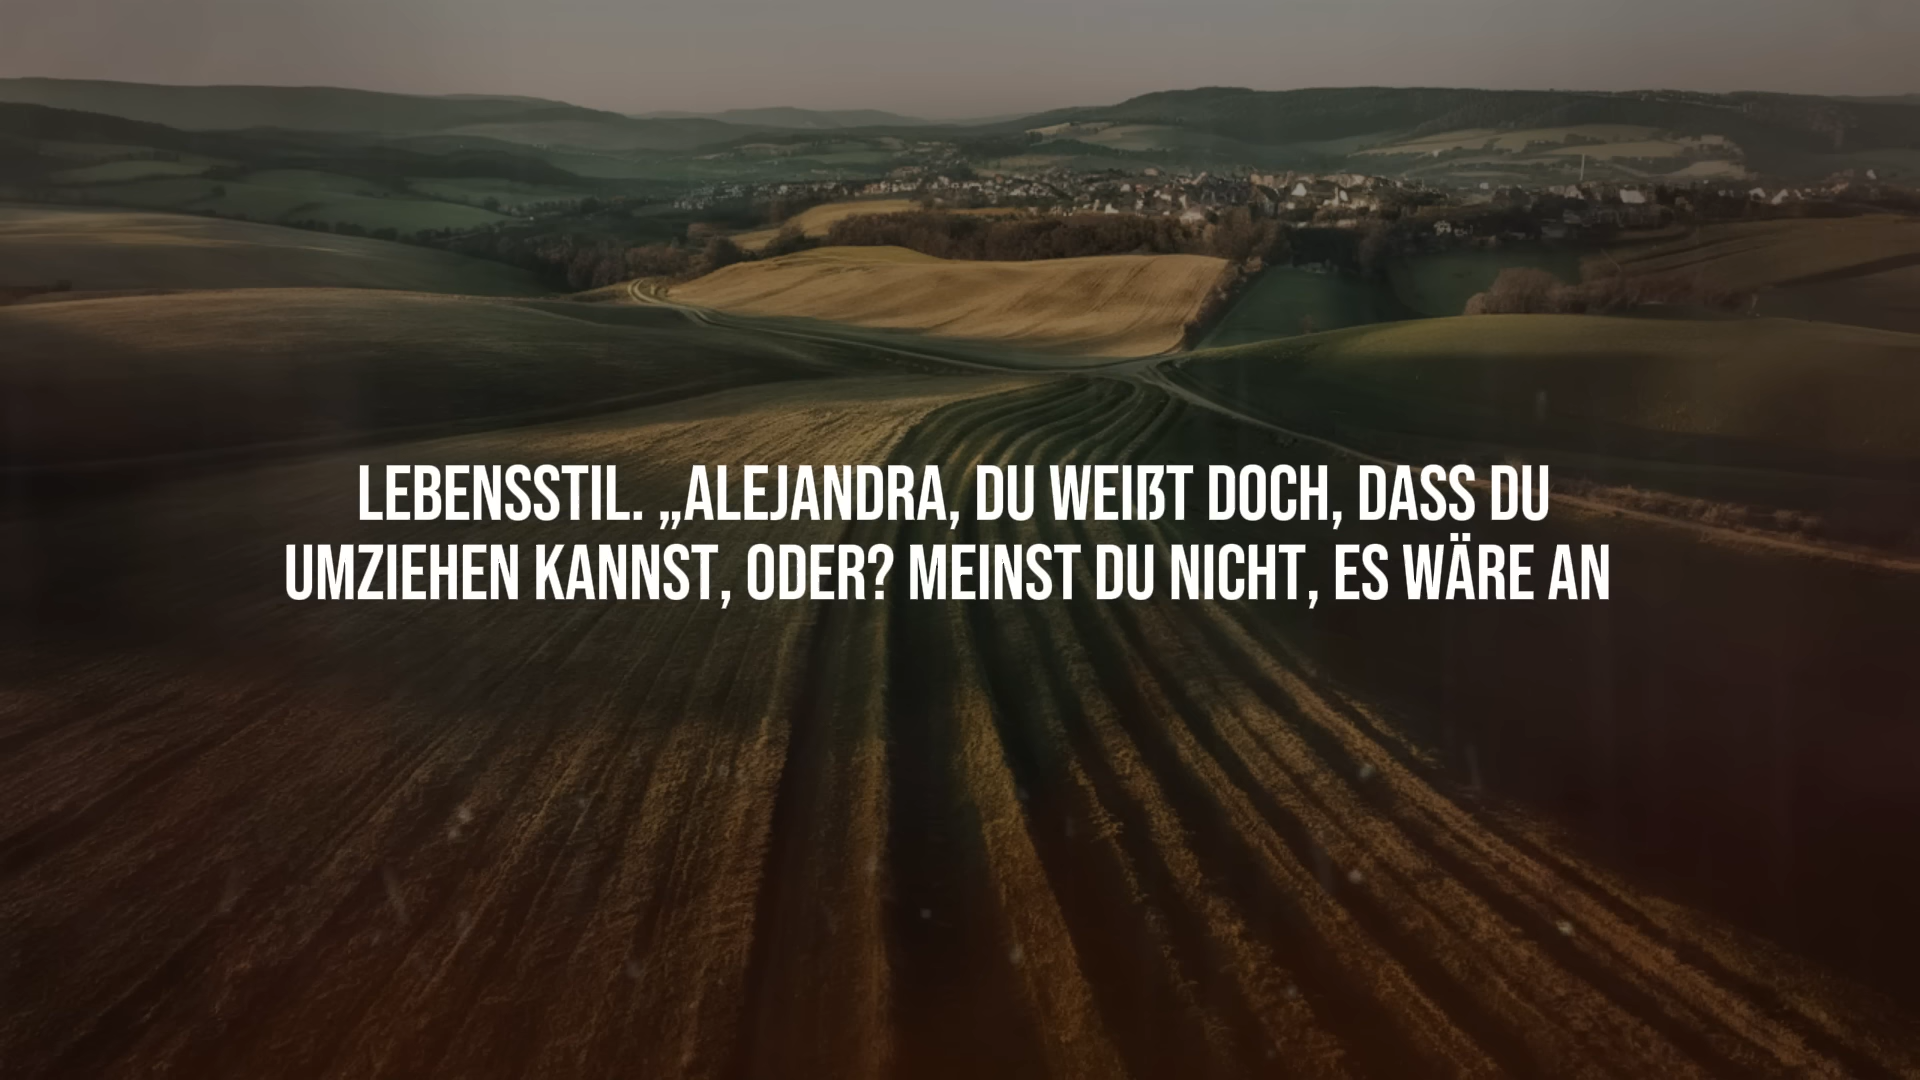 LEBENSSTIL. „ALEJANDRA, DU WEIßT DOCH, DASS DU
UMZIEHEN KANNST, ODER? MEINST DU NICHT, ES WÄRE AN